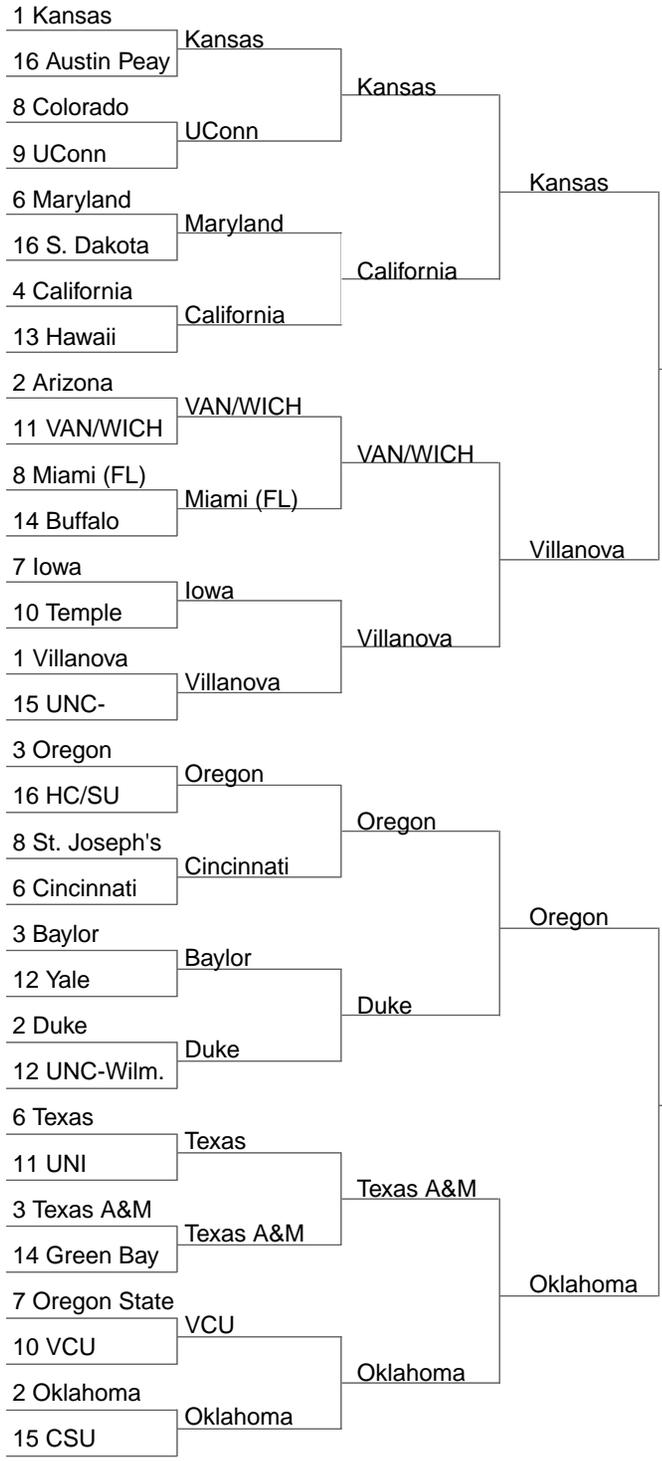 1 Kansas
16 Austin Peay
8 Colorado
9 UConn
6 Maryland
16 S. Dakota
4 California
13 Hawaii
2 Arizona
11 VAN/WICH
8 Miami (FL)
14 Buffalo
7 Iowa
10 Temple
1 Villanova
15 UNC-
3 Oregon
16 HC/SU
8 St. Joseph's
6 Cincinnati
3 Baylor
12 Yale
2 Duke
12 UNC-Wilm.
6 Texas
11 UNI
3 Texas A&M
14 Green Bay
7 Oregon State
10 VCU
2 Oklahoma
15 CSU
Kansas
UConn
Maryland
California
VAN/WICH
Miami (FL)
Iowa
Villanova
Oregon
Cincinnati
Baylor
Duke
Texas
Texas A&M
VCU
Oklahoma
Kansas
California
VAN/WICH
Villanova
Oregon
Duke
Texas A&M
Oklahoma
Kansas
Villanova
Oregon
Oklahoma